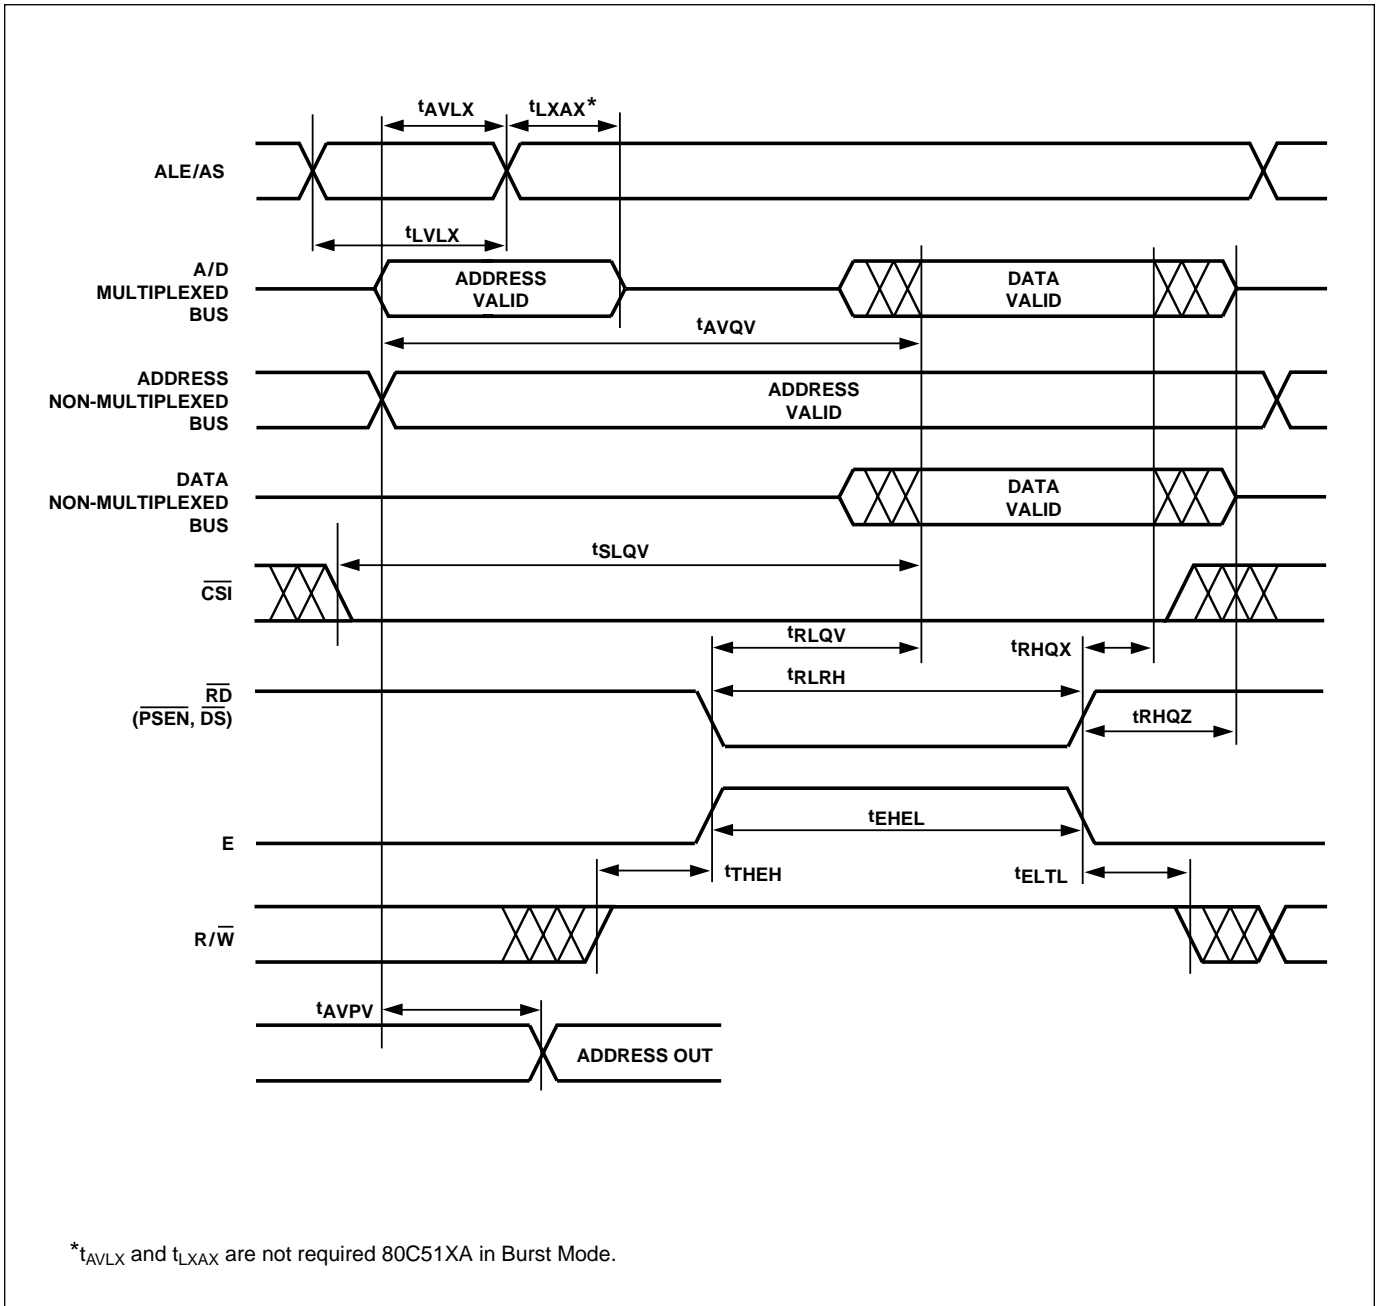 tAVLX tLXAX*
ALE/AS
tLVLX
A/D
MULTIPLEXED
BUS
ADDRESS
VALID
DATA
VALID
tAVQV
ADDRESS
NON-MULTIPLEXED
BUS
ADDRESS
VALID
DATA
NON-MULTIPLEXED
BUS
DATA
VALID
tSLQV
CSI
tRLQV
tRHQX
tRLRH
RD
(PSEN, DS)
tRHQZ
tEHEL
E
tTHEH
tELTL
R/W
tAVPV
ADDRESS OUT
*tAVLX and tLXAX are not required 80C51XA in Burst Mode.